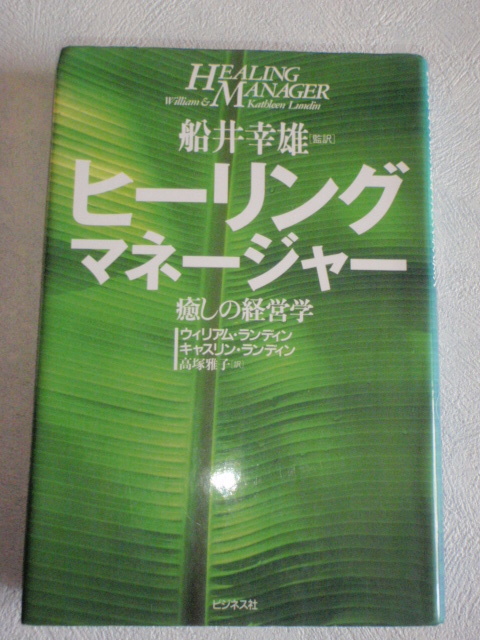 HEALING
MANAGER
William & Kathleen Lundin
船井幸雄[監訳]
ヒーリング
マネージャー
癒しの経営学
ウィリアム・ランディン
キャスリン・ランディン
高塚雅子[訳]
ビジネス社